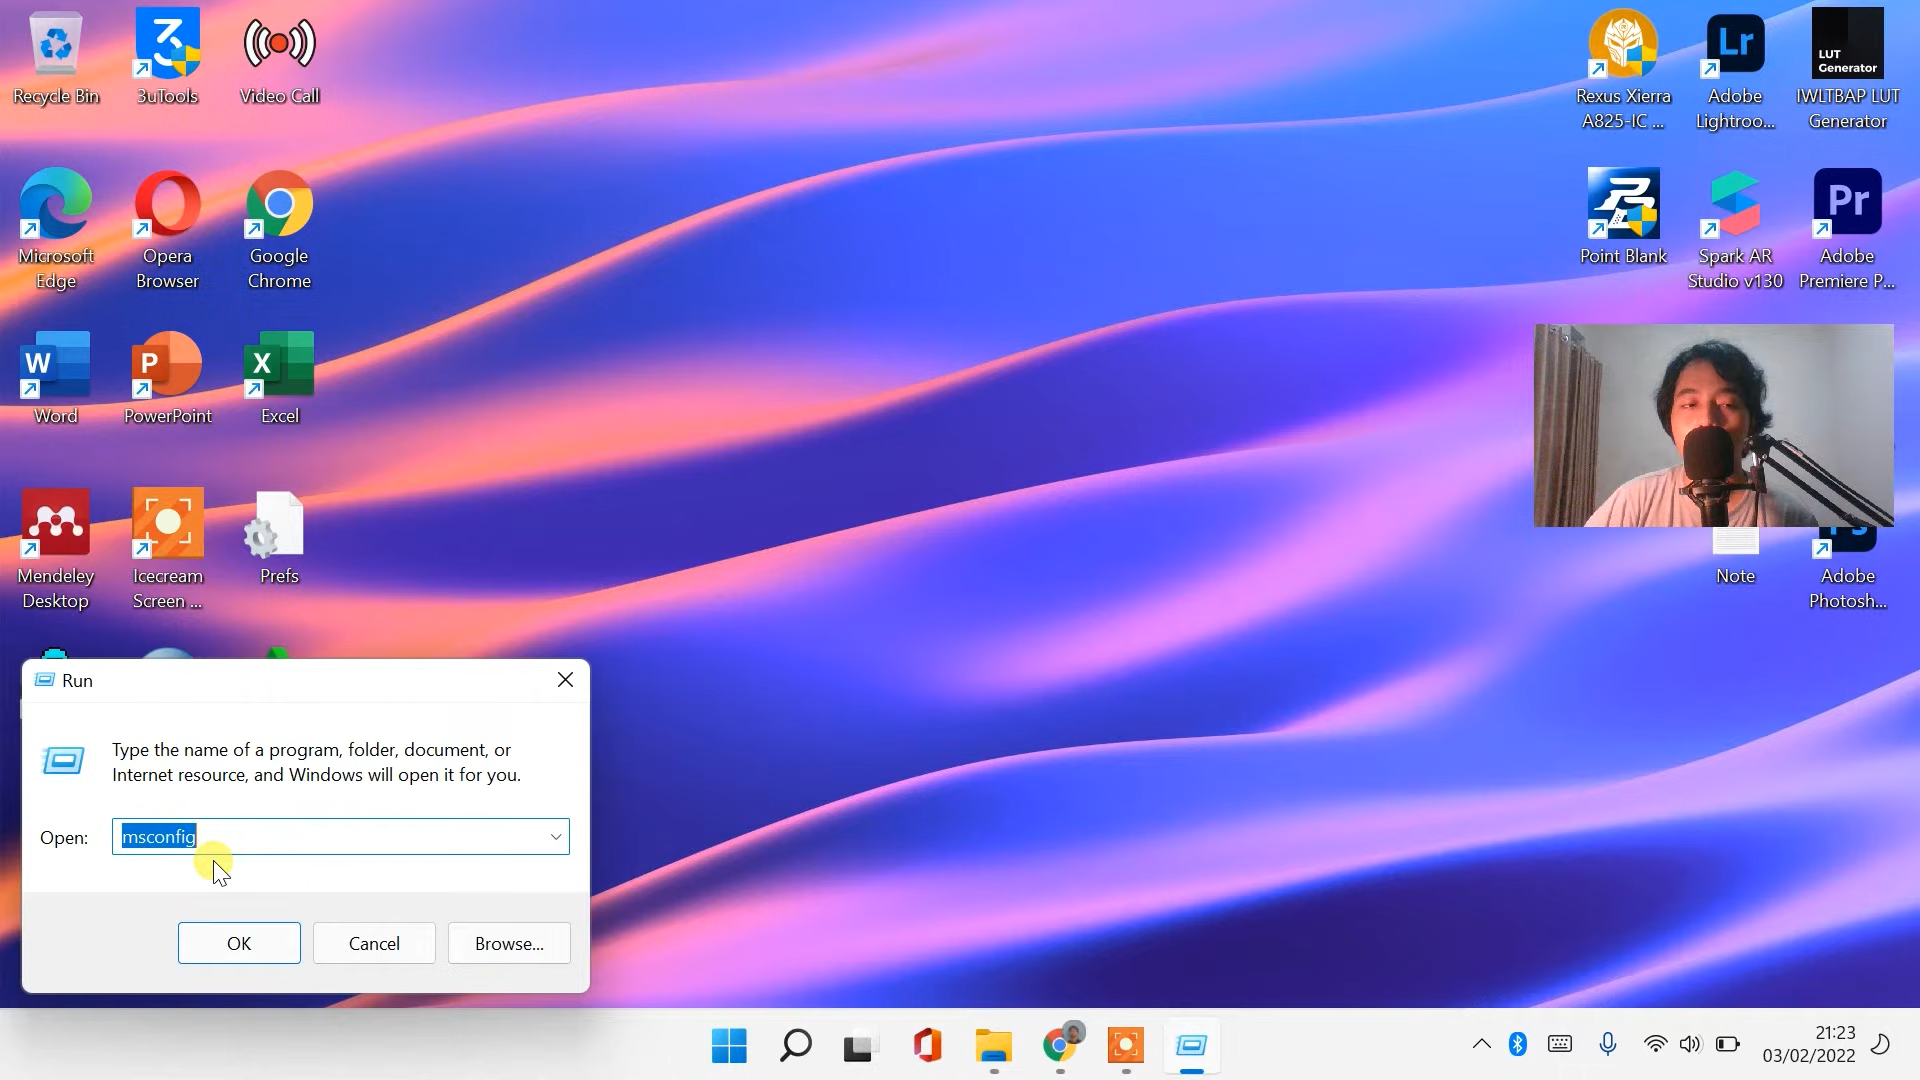 Recycle Bin
3uTools
Video Call
Rexus Xierra
A825-IC ...
Lr
Adobe
Lightroo...
LUT
Generator
IWLTBAP LUT
Generator
Microsoft
Edge
Opera
Browser
Google
Chrome
Point Blank
Spark AR
Studio v130
Pr
Adobe
Premiere P...
W
Word
P
PowerPoint
X
Excel
Mendeley
Desktop
Icecream
Screen ...
Prefs
Note
Adobe
Photosh...
Run
Type the name of a program, folder, document, or
Internet resource, and Windows will open it for you.
Open:
msconfig
OK
Cancel
Browse...
21:23
03/02/2022